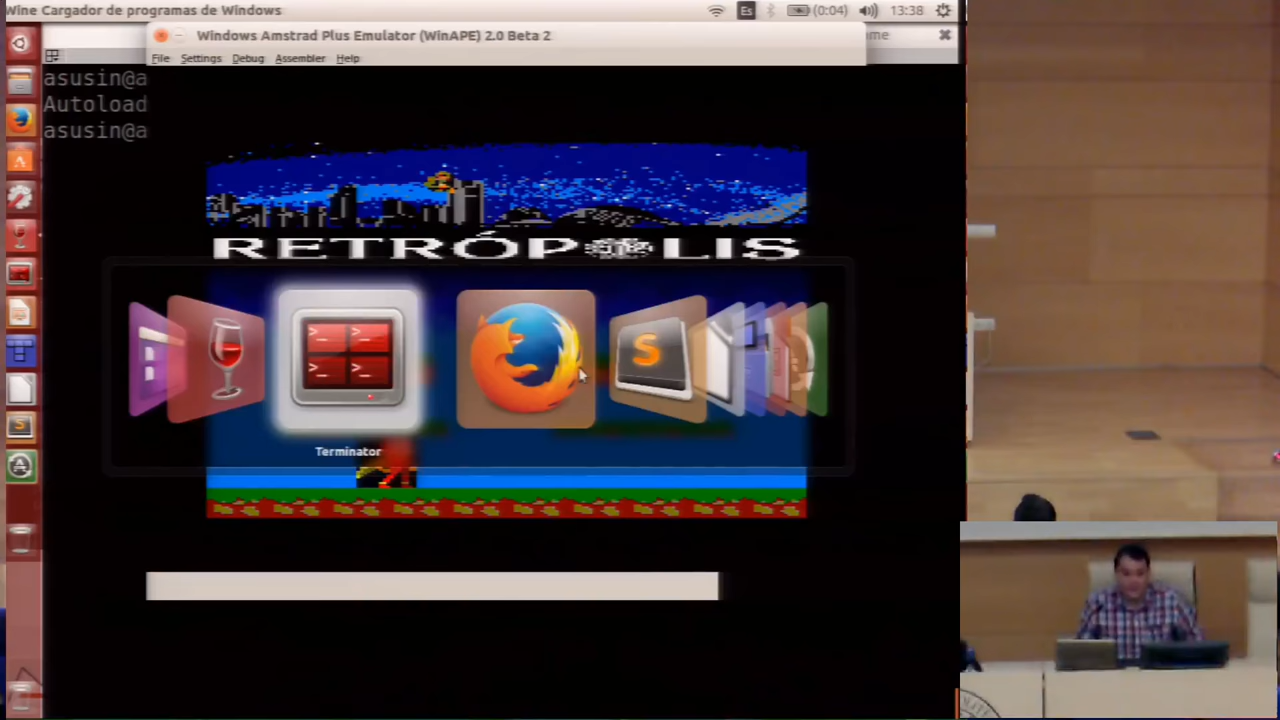 Wine Cargador de programas de Windows
Es
(0:04)
13:38
Windows Amstrad Plus Emulator (WinAPE) 2.0 Beta 2
File Settings Debug Assembler Help
asusin@a
Autoload
asusin@a
RETRÓPOLIS
Terminator